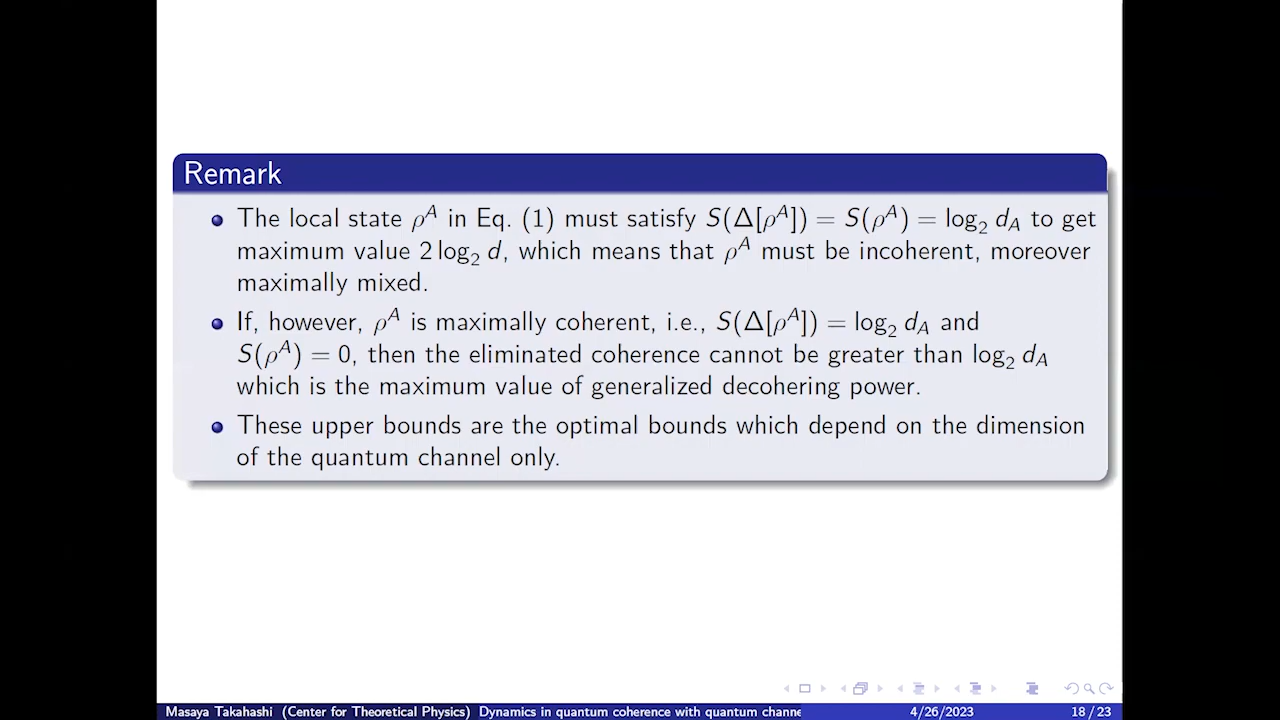 Remark
The local state ρ^A in Eq. (1) must satisfy S(Δ[ρ^A]) = S(ρ^A) = log₂ d_A to get
maximum value 2 log₂ d, which means that ρ^A must be incoherent, moreover
maximally mixed.
If, however, ρ^A is maximally coherent, i.e., S(Δ[ρ^A]) = log₂ d_A and
S(ρ^A) = 0, then the eliminated coherence cannot be greater than log₂ d_A
which is the maximum value of generalized decohering power.
These upper bounds are the optimal bounds which depend on the dimension
of the quantum channel only.
Masaya Takahashi (Center for Theoretical Physics) Dynamics in quantum coherence with quantum channe 4/26/2023 18 / 23